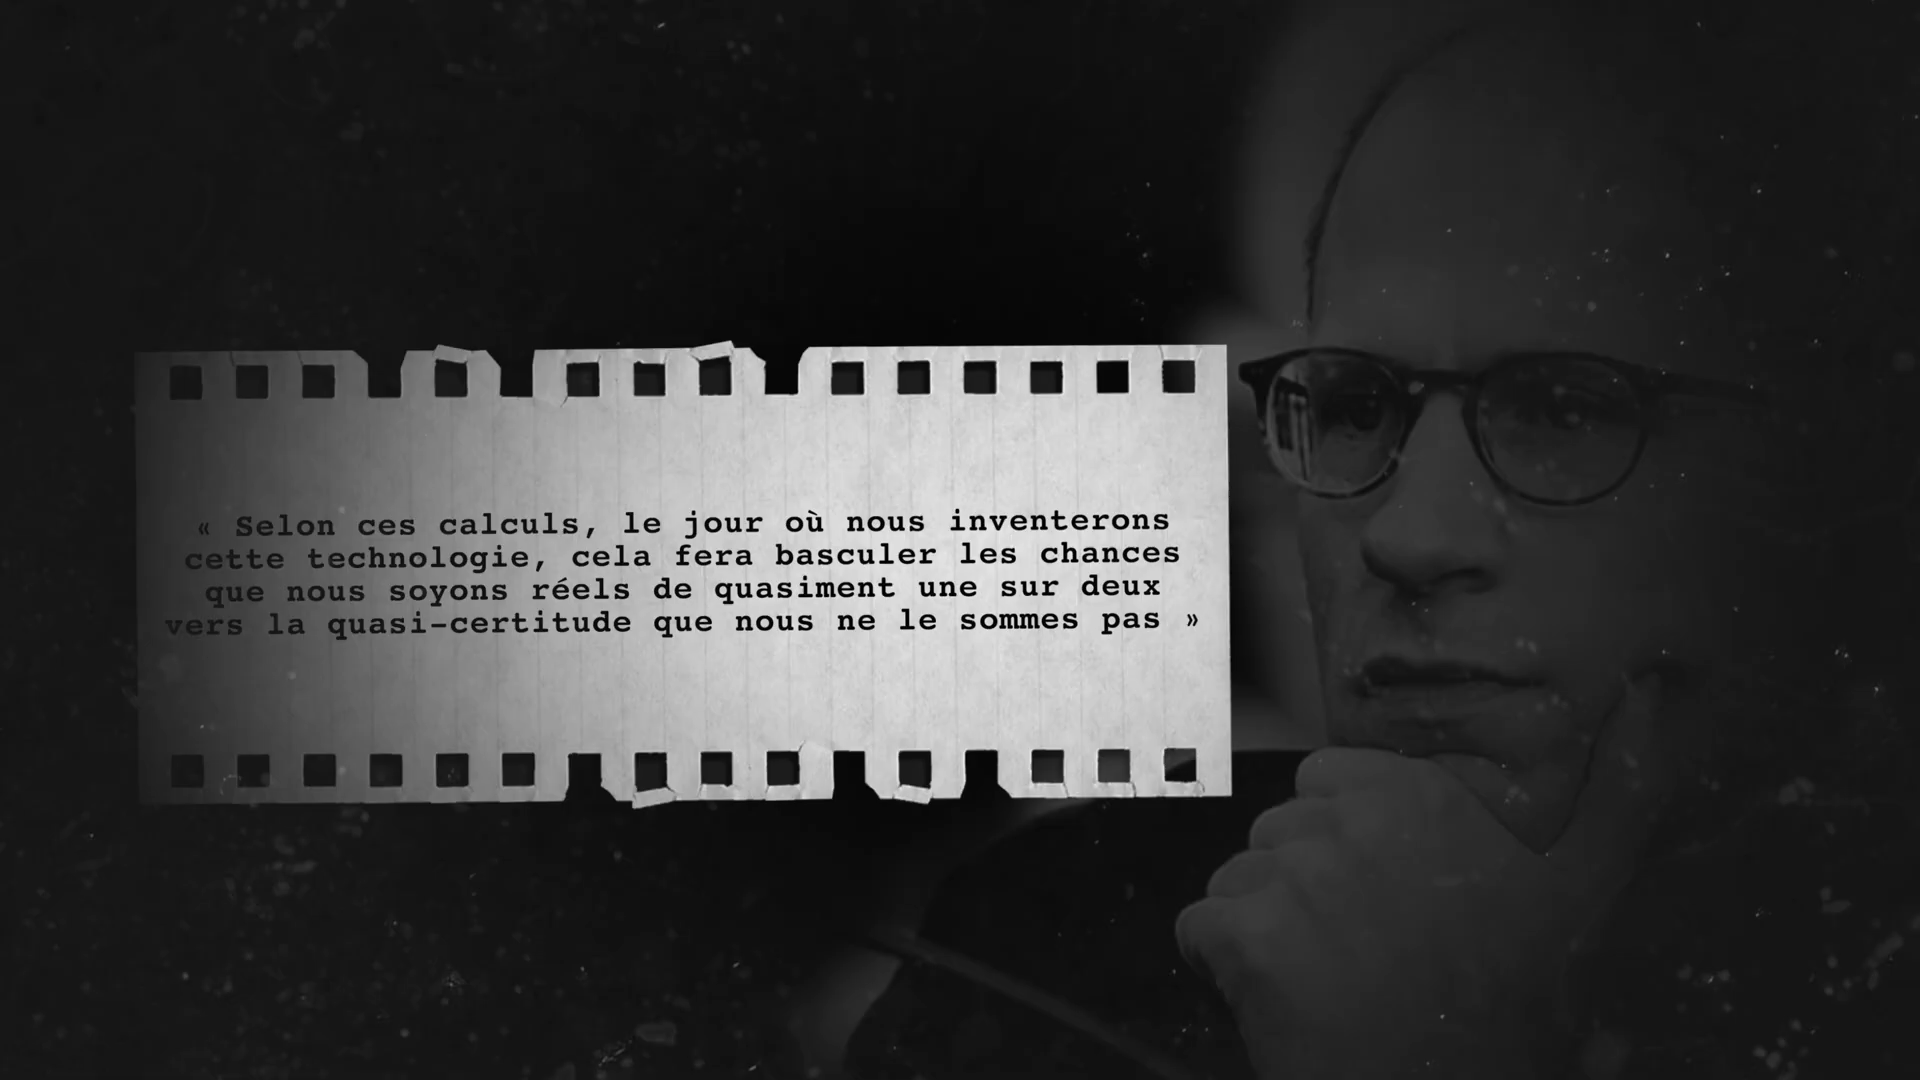 « Selon ces calculs, le jour où nous inventerons
cette technologie, cela fera basculer les chances
que nous soyons réels de quasiment une sur deux
vers la quasi-certitude que nous ne le sommes pas »